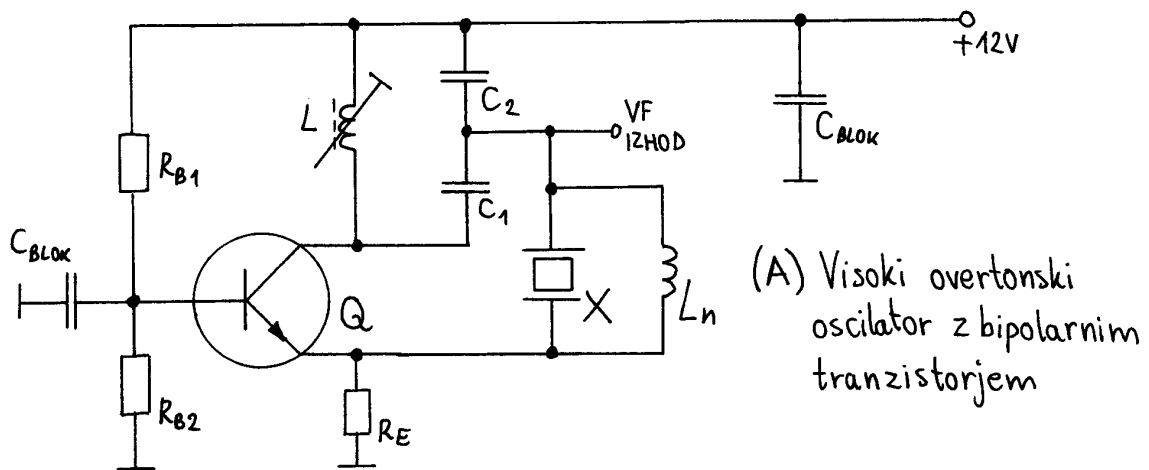 +12V
L
C2
VF
IZHOD
CBLOK
RB1
C1
CBLOK
Q
X
Ln
RB2
RE
(A) Visoki overtonski
oscilator z bipolarnim
tranzistorjem